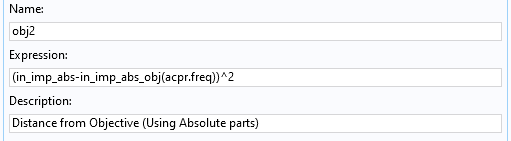 Name:
obj2
Expression:
(in_imp_abs-in_imp_abs_obj(acpr.freq))^2
Description:
Distance from Objective (Using Absolute parts)